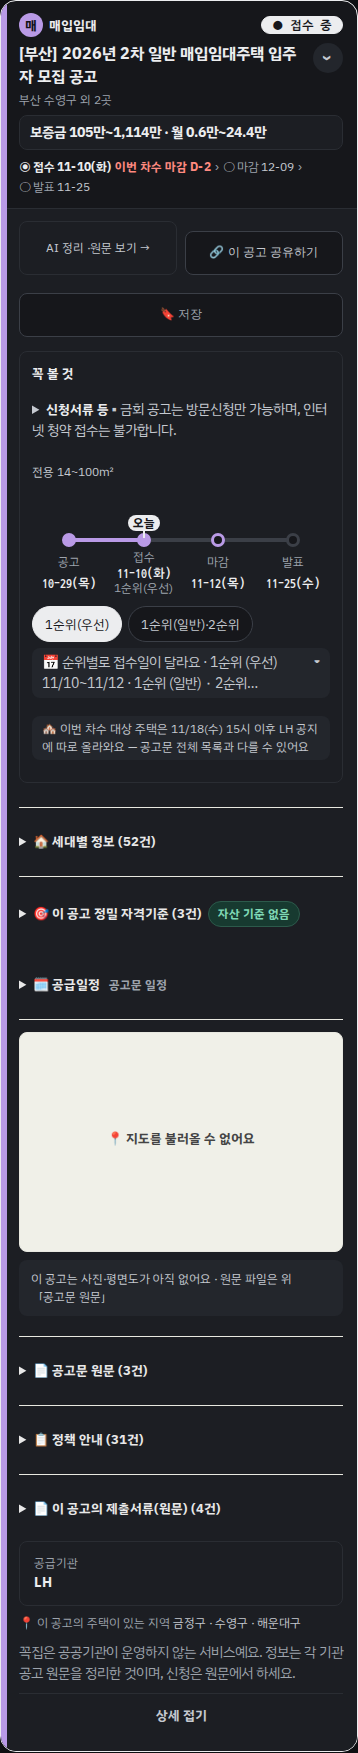 매 매입임대
● 접수 중
[부산] 2026년 2차 일반 매입임대주택 입주
자 모집 공고
부산 수영구 외 2곳
보증금 105만~1,114만 · 월 0.6만~24.4만
◉ 접수 11-10(화) 이번 차수 마감 D-2 › ○ 마감 12-09 ›
○ 발표 11-25
AI 정리 ·원문 보기 →
🔗 이 공고 공유하기
🔖 저장
꼭 볼 것
▶ 신청서류 등 • 금회 공고는 방문신청만 가능하며, 인터
넷 청약 접수는 불가합니다.
전용 14~100m²
오늘
공고
10-29(목)
접수
11-10(화)
1순위(우선)
마감
11-12(목)
발표
11-25(수)
1순위(우선)
1순위(일반)·2순위
📅 순위별로 접수일이 달라요 · 1순위 (우선)
11/10~11/12 · 1순위 (일반) · 2순위…
🏘️ 이번 차수 대상 주택은 11/18(수) 15시 이후 LH 공지
에 따로 올라와요 — 공고문 전체 목록과 다를 수 있어요
▶ 🏠 세대별 정보 (52건)
▶ 🎯 이 공고 정밀 자격기준 (3건) 자산 기준 없음
▶ 🗓️ 공급일정 공고문 일정
📍 지도를 불러올 수 없어요
이 공고는 사진·평면도가 아직 없어요 · 원문 파일은 위
「공고문 원문」
▶ 📄 공고문 원문 (3건)
▶ 📋 정책 안내 (31건)
▶ 📄 이 공고의 제출서류(원문) (4건)
공급기관
LH
📍 이 공고의 주택이 있는 지역 금정구 · 수영구 · 해운대구
꼭집은 공공기관이 운영하지 않는 서비스예요. 정보는 각 기관
공고 원문을 정리한 것이며, 신청은 원문에서 하세요.
상세 접기